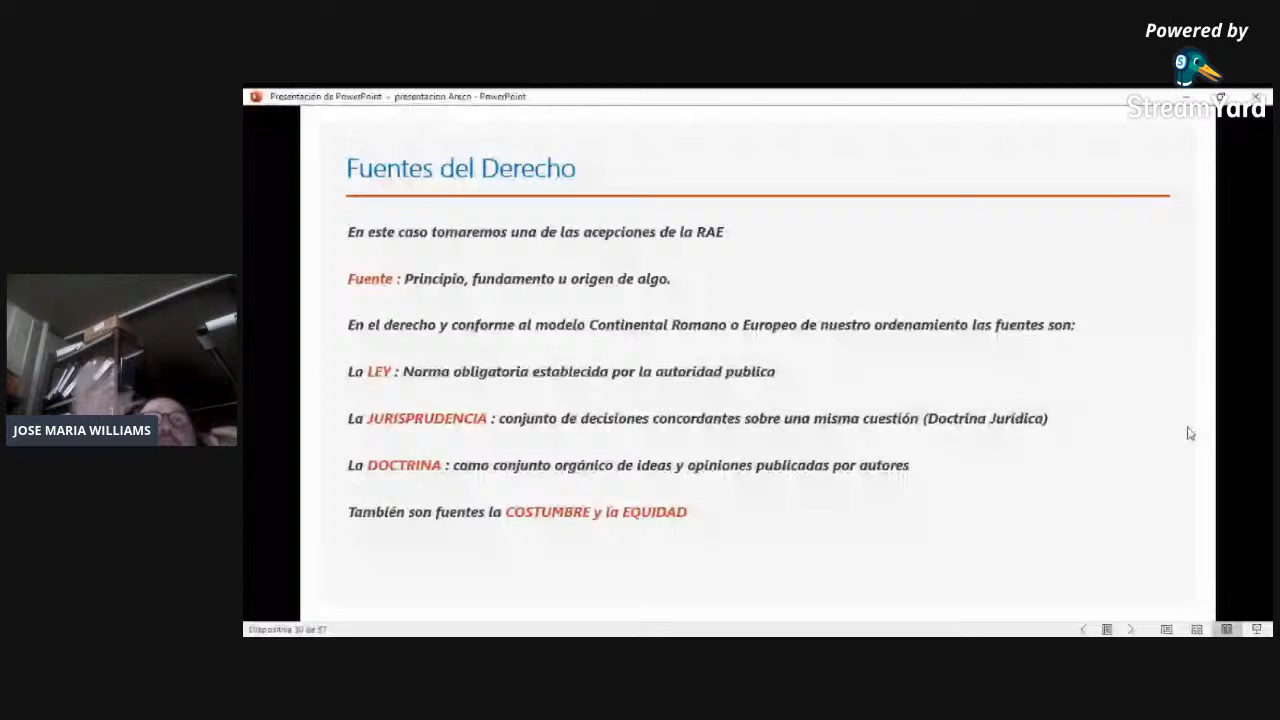 Powered by
StreamYard
Presentación de PowerPoint - presentacion Areco - PowerPoint
Fuentes del Derecho
En este caso tomaremos una de las acepciones de la RAE
Fuente : Principio, fundamento u origen de algo.
En el derecho y conforme al modelo Continental Romano o Europeo de nuestro ordenamiento las fuentes son:
La LEY : Norma obligatoria establecida por la autoridad publica
La JURISPRUDENCIA : conjunto de decisiones concordantes sobre una misma cuestión (Doctrina Jurídica)
La DOCTRINA : como conjunto orgánico de ideas y opiniones publicadas por autores
También son fuentes la COSTUMBRE y la EQUIDAD
JOSE MARIA WILLIAMS
Diapositiva de